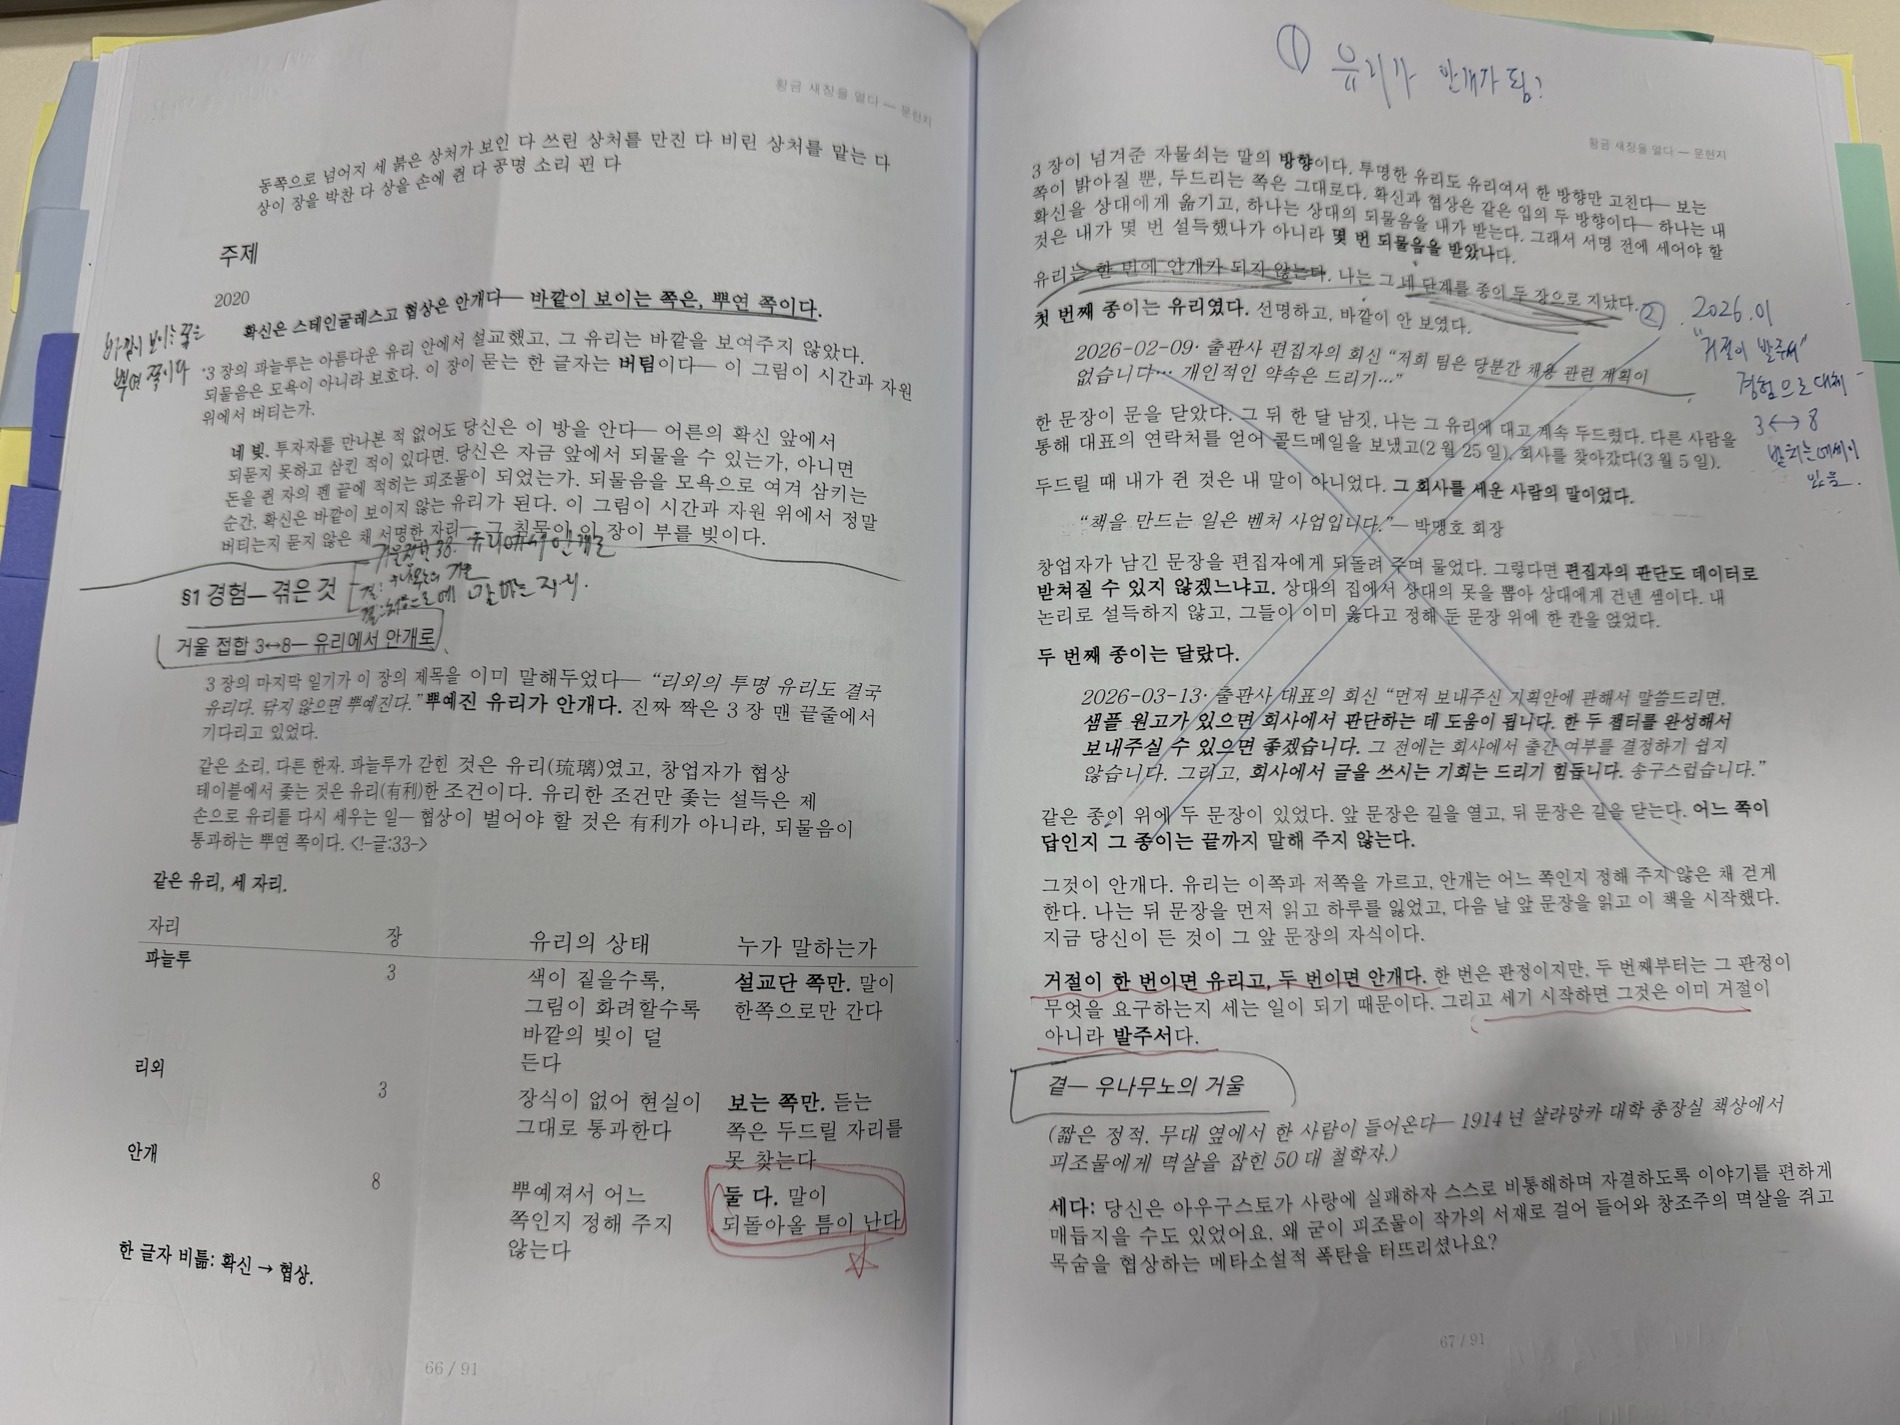 황금 새장을 열다 — 문현지
동쪽으로 넘어지 세 붉은 상처가 보인 다 쓰린 상처를 만진 다 비린 상처를 맡는 다
상이 장을 박찬 다 상을 손에 쥔 다 공명 소리 핀 다
주제
2020
확신은 스테인글레스고 협상은 안개다— 바깥이 보이는 쪽은, 뿌연 쪽이다.
바깥이 보이는 쪽은
뿌연 쪽이다
3 장의 파놀루는 아름다운 유리 안에서 설교했고, 그 유리는 바깥을 보여주지 않았다.
되물음은 모욕이 아니라 보호다. 이 장이 묻는 한 글자는 버팀이다— 이 그림이 시간과 자원
위에서 버티는가.
네 빚. 투자자를 만나본 적 없어도 당신은 이 방을 안다— 어른의 확신 앞에서
되묻지 못하고 삼킨 적이 있다면. 당신은 자금 앞에서 되물을 수 있는가, 아니면
돈을 쥔 자의 펜 끝에 적히는 피조물이 되었는가. 되물음을 모욕으로 여겨 삼키는
순간, 확신은 바깥이 보이지 않는 유리가 된다. 이 그림이 시간과 자원 위에서 정말
버티는지 묻지 않은 채 서명한 자리— 그 침묵이 이 장이 부를 빚이다.
§1 경험— 겪은 것
거울접합 38. 유리에서 안개로
곁: 우나무노의 거울
말하는 자리.
거울 접합 3↔8— 유리에서 안개로
3 장의 마지막 일기가 이 장의 제목을 이미 말해두었다— “리외의 투명 유리도 결국
유리다. 닦지 않으면 뿌예진다.” 뿌예진 유리가 안개다. 진짜 짝은 3 장 맨 끝줄에서
기다리고 있었다.
같은 소리, 다른 한자. 파놀루가 갇힌 것은 유리(琉璃)였고, 창업자가 협상
테이블에서 좇는 것은 유리(有利)한 조건이다. 유리한 조건만 좇는 설득은 제
손으로 유리를 다시 세우는 일— 협상이 벌어야 할 것은 有利가 아니라, 되물음이
통과하는 뿌연 쪽이다. <!-글:33->
같은 유리, 세 자리.
자리 장 유리의 상태 누가 말하는가
파놀루 3 색이 짙을수록, 설교단 쪽만. 말이
그림이 화려할수록 한쪽으로만 간다
바깥의 빛이 덜
든다
리외 3 장식이 없어 현실이 보는 쪽만. 듣는
그대로 통과한다 쪽은 두드릴 자리를
못 찾는다
안개 8 뿌예져서 어느 둘 다. 말이
쪽인지 정해 주지 되돌아올 틈이 난다
않는다
한 글자 비틂: 확신 → 협상.
66 / 91
① 유리가 안개가 됨?
황금 새장을 열다 — 문현지
3 장이 넘겨준 자물쇠는 말의 방향이다. 투명한 유리도 유리여서 한 방향만 고친다— 보는
쪽이 밝아질 뿐, 두드리는 쪽은 그대로다. 확신과 협상은 같은 입의 두 방향이다— 하나는 내
확신을 상대에게 옮기고, 하나는 상대의 되물음을 내가 받는다. 그래서 서명 전에 세어야 할
것은 내가 몇 번 설득했나가 아니라 몇 번 되물음을 받았나다.
유리는 한 번에 안개가 되지 않는다. 나는 그 네 단계를 종이 두 장으로 지났다.
첫 번째 종이는 유리였다. 선명하고, 바깥이 안 보였다.
② 2026.01
“거절이 발주서”
경험으로 대체
3 ↔ 8
2026-02-09· 출판사 편집자의 회신 “저희 팀은 당분간 채용 관련 계획이
없습니다… 개인적인 약속은 드리기…”
한 문장이 문을 닫았다. 그 뒤 한 달 남짓, 나는 그 유리에 대고 계속 두드렸다. 다른 사람을
통해 대표의 연락처를 얻어 콜드메일을 보냈고(2 월 25 일), 회사를 찾아갔다(3 월 5 일).
두드릴 때 내가 쥔 것은 내 말이 아니었다. 그 회사를 세운 사람의 말이었다.
“책을 만드는 일은 벤처 사업입니다.”— 박맹호 회장
창업자가 남긴 문장을 편집자에게 되돌려 주며 물었다. 그렇다면 편집자의 판단도 데이터로
받쳐질 수 있지 않겠느냐고. 상대의 집에서 상대의 못을 뽑아 상대에게 건넨 셈이다. 내
논리로 설득하지 않고, 그들이 이미 옳다고 정해 둔 문장 위에 한 칸을 얹었다.
두 번째 종이는 달랐다.
2026-03-13· 출판사 대표의 회신 “먼저 보내주신 기획안에 관해서 말씀드리면,
샘플 원고가 있으면 회사에서 판단하는 데 도움이 됩니다. 한 두 챕터를 완성해서
보내주실 수 있으면 좋겠습니다. 그 전에는 회사에서 출간 여부를 결정하기 쉽지
않습니다. 그리고, 회사에서 글을 쓰시는 기회는 드리기 힘듭니다. 송구스럽습니다.”
같은 종이 위에 두 문장이 있었다. 앞 문장은 길을 열고, 뒤 문장은 길을 닫는다. 어느 쪽이
답인지 그 종이는 끝까지 말해 주지 않는다.
그것이 안개다. 유리는 이쪽과 저쪽을 가르고, 안개는 어느 쪽인지 정해 주지 않은 채 걷게
한다. 나는 뒤 문장을 먼저 읽고 하루를 잃었고, 다음 날 앞 문장을 읽고 이 책을 시작했다.
지금 당신이 든 것이 그 앞 문장의 자식이다.
거절이 한 번이면 유리고, 두 번이면 안개다. 한 번은 판정이지만, 두 번째부터는 그 판정이
무엇을 요구하는지 세는 일이 되기 때문이다. 그리고 세기 시작하면 그것은 이미 거절이
아니라 발주서다.
곁— 우나무노의 거울
(짧은 정적. 무대 옆에서 한 사람이 들어온다— 1914 년 살라망카 대학 총장실 책상에서
피조물에게 멱살을 잡힌 50 대 철학자.)
세다: 당신은 아우구스토가 사랑에 실패하자 스스로 비통해하며 자결하도록 이야기를 편하게
매듭지을 수도 있었어요. 왜 굳이 피조물이 작가의 서재로 걸어 들어와 창조주의 멱살을 쥐고
목숨을 협상하는 메타소설적 폭탄을 터뜨리셨나요?
67 / 91